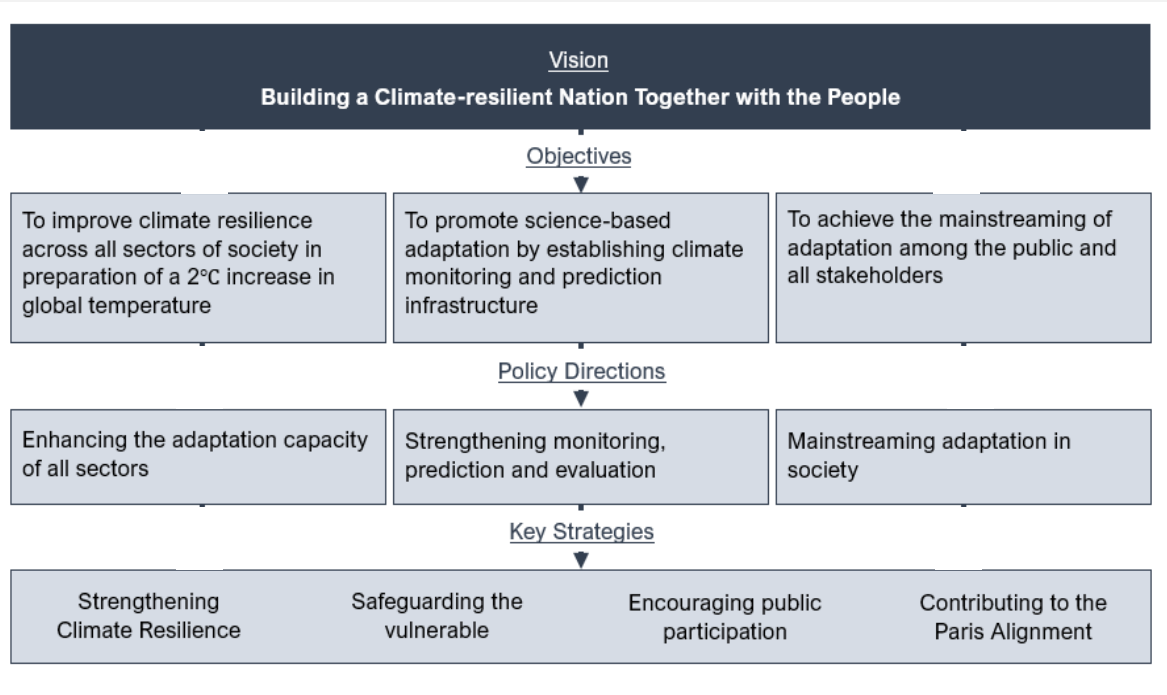 Vision
Building a Climate-resilient Nation Together with the People
Objectives
To improve climate resilience
across all sectors of society in
preparation of a 2℃ increase in
global temperature
To promote science-based
adaptation by establishing climate
monitoring and prediction
infrastructure
To achieve the mainstreaming of
adaptation among the public and
all stakeholders
Policy Directions
Enhancing the adaptation capacity
of all sectors
Strengthening monitoring,
prediction and evaluation
Mainstreaming adaptation in
society
Key Strategies
Strengthening
Climate Resilience
Safeguarding the
vulnerable
Encouraging public
participation
Contributing to the
Paris Alignment